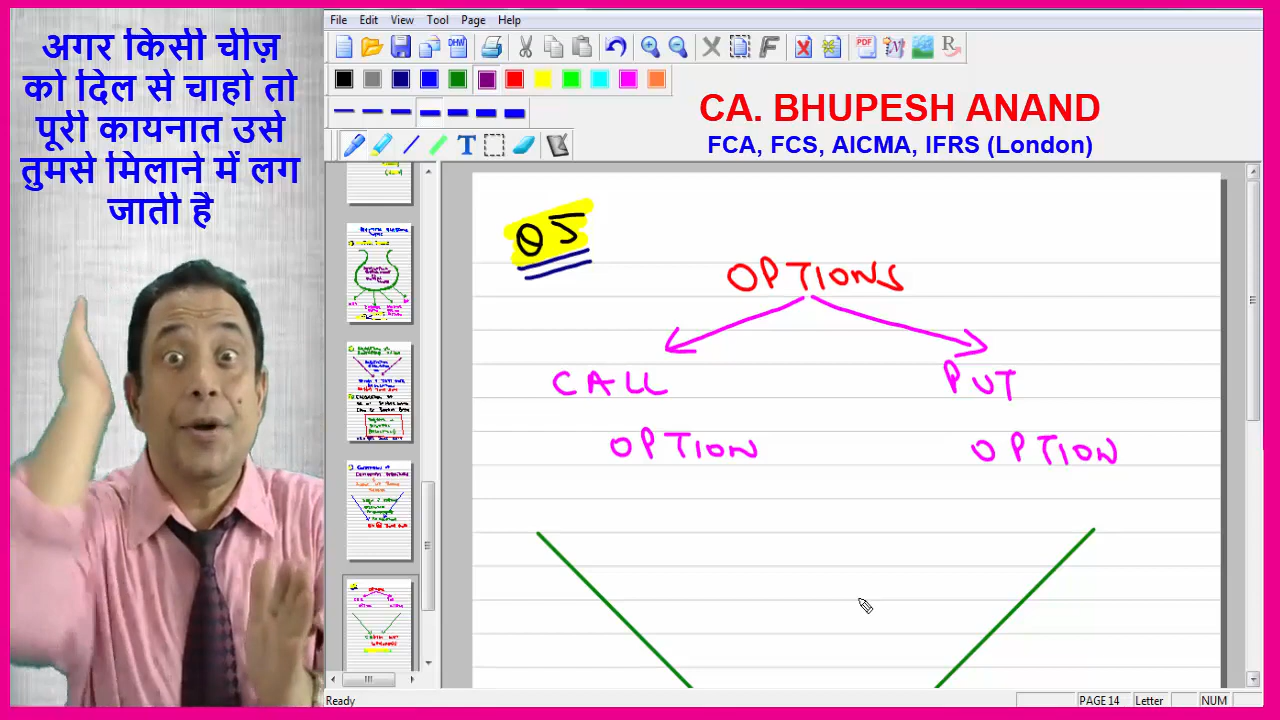 अगर किसी चीज़
को दिल से चाहो तो
पूरी कायनात उसे
तुमसे मिलाने में लग
जाती है
File Edit View Tool Page Help
CA. BHUPESH ANAND
FCA, FCS, AICMA, IFRS (London)
Q5
OPTIONS
CALL PUT
OPTION OPTION
Ready
PAGE 14 Letter NUM